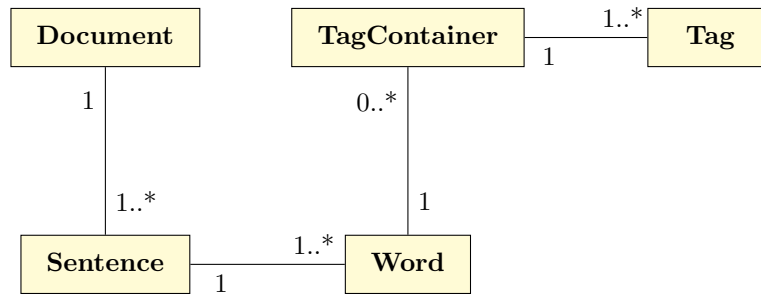 Document
TagContainer
1..*
Tag
1
1
0..*
1..*
1
Sentence
1..*
Word
1